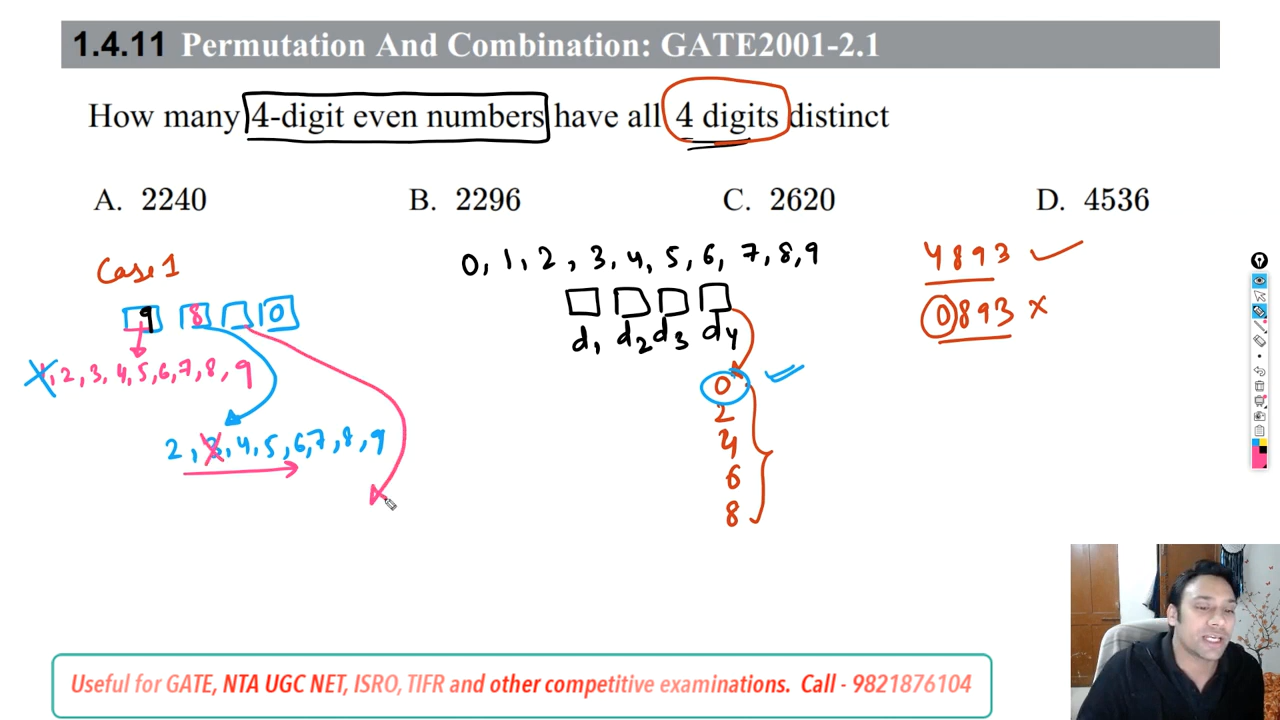 1.4.11 Permutation And Combination: GATE2001-2.1
How many 4-digit even numbers have all 4 digits distinct
A. 2240 B. 2296 C. 2620 D. 4536
Case 1
0, 1, 2, 3, 4, 5, 6, 7, 8, 9
4893 ✓
9 8 0
0893 ×
d1 d2 d3 d4
, 2, 3, 4, 5, 6, 7, 8, 9
0 ✓
2
2, 3, 4, 5, 6, 7, 8, 9
4
6
8
Useful for GATE, NTA UGC NET, ISRO, TIFR and other competitive examinations. Call - 9821876104